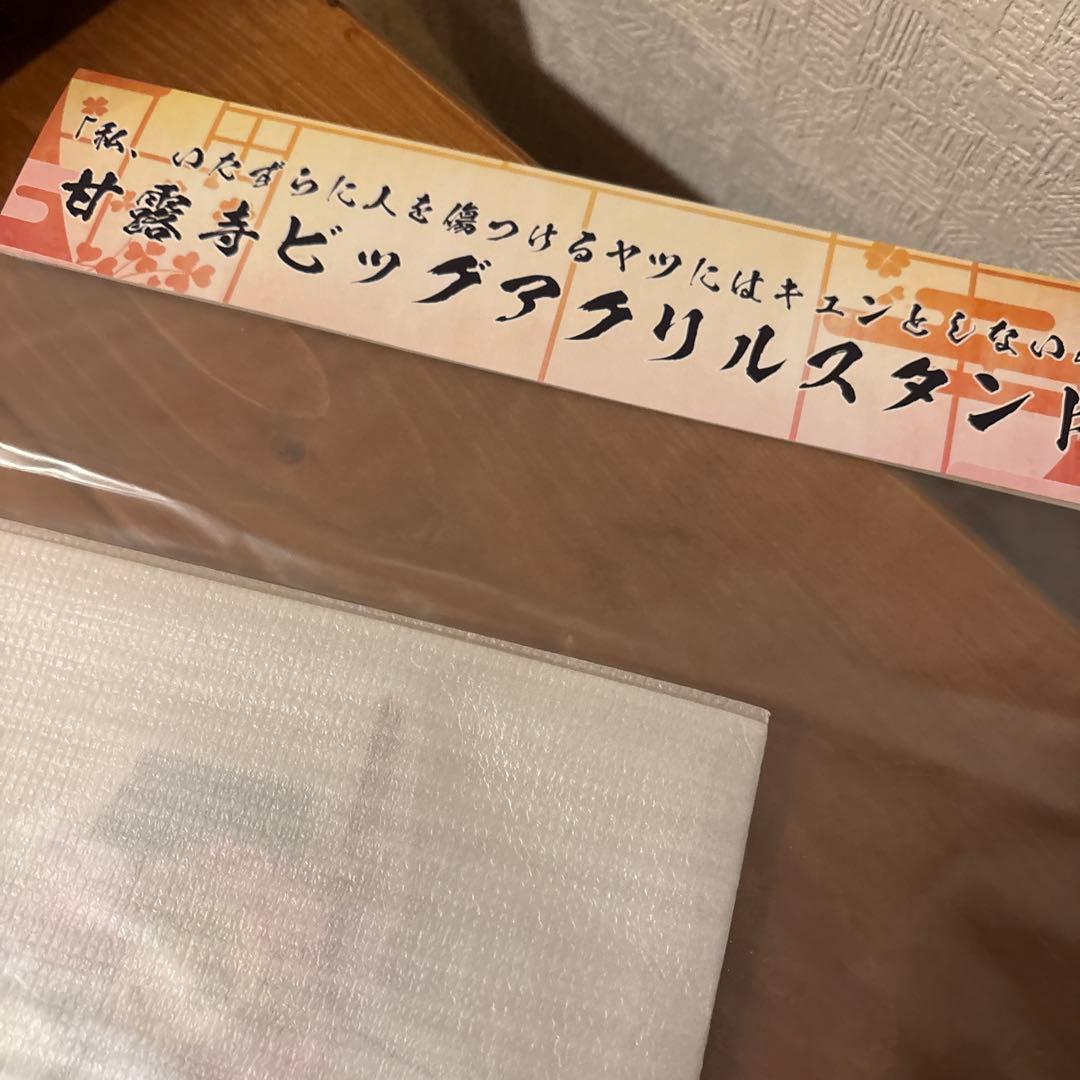 「私、いたずらに人を傷つけるヤツにはキュンとしない
甘露寺ビッグアクリルスタンド